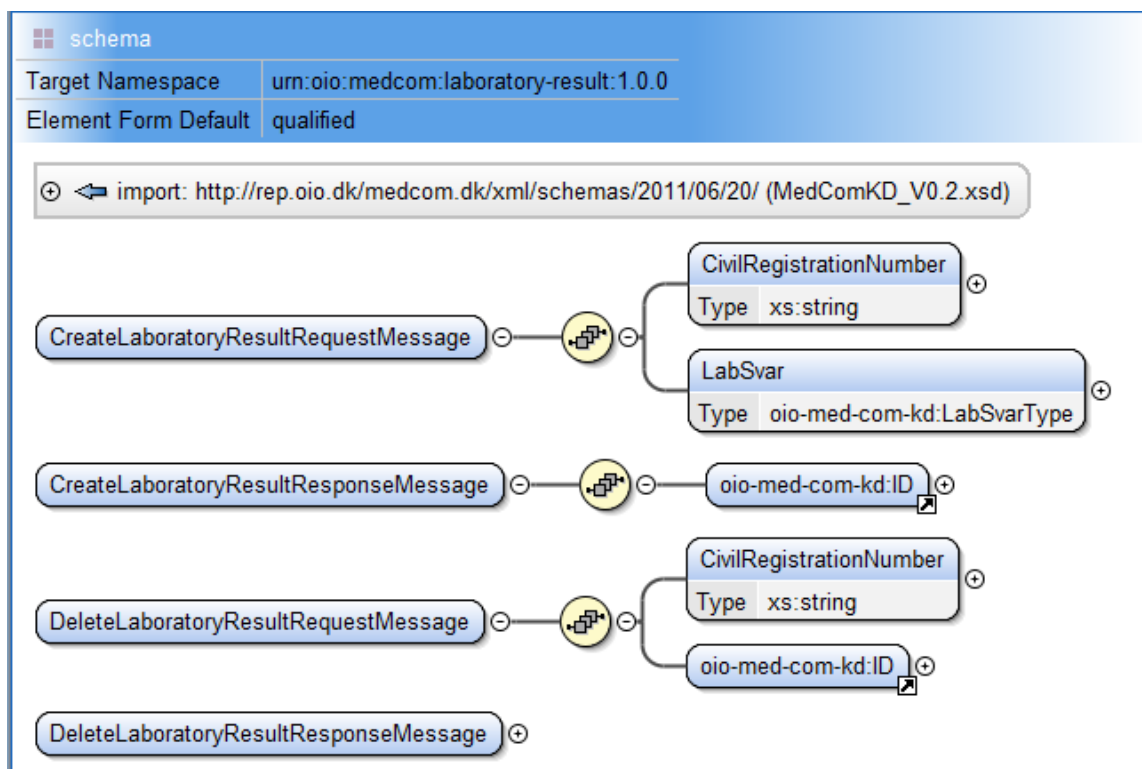 schema
Target Namespace urn:oio:medcom:laboratory-result:1.0.0
Element Form Default qualified
import: http://rep.oio.dk/medcom.dk/xml/schemas/2011/06/20/ (MedComKD_V0.2.xsd)
CivilRegistrationNumber
Type xs:string
CreateLaboratoryResultRequestMessage
LabSvar
Type oio-med-com-kd:LabSvarType
CreateLaboratoryResultResponseMessage
oio-med-com-kd:ID
CivilRegistrationNumber
Type xs:string
DeleteLaboratoryResultRequestMessage
oio-med-com-kd:ID
DeleteLaboratoryResultResponseMessage